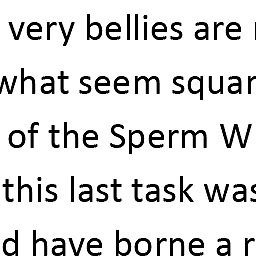 very bellies are
what seem squar
of the Sperm W
this last task was
d have borne a r